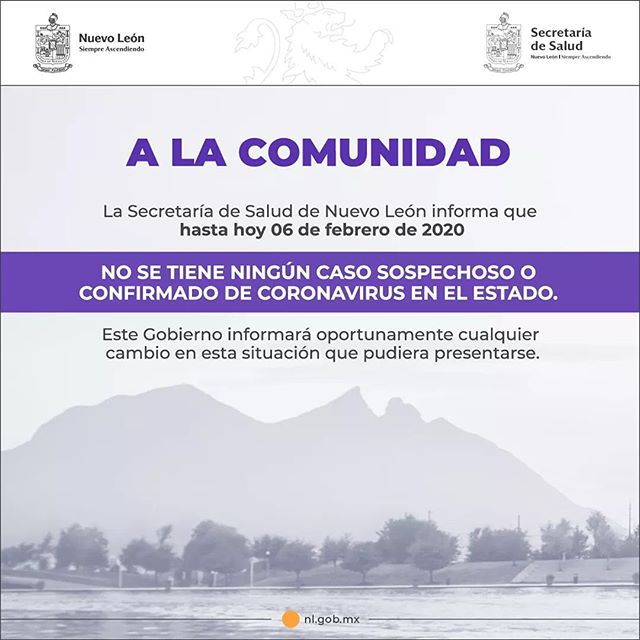 Nuevo León
Siempre Ascendiendo
Secretaría
de Salud
Nuevo León | Siempre Ascendiendo
A LA COMUNIDAD
La Secretaría de Salud de Nuevo León informa que
hasta hoy 06 de febrero de 2020
NO SE TIENE NINGÚN CASO SOSPECHOSO O
CONFIRMADO DE CORONAVIRUS EN EL ESTADO.
Este Gobierno informará oportunamente cualquier
cambio en esta situación que pudiera presentarse.
nl.gob.mx